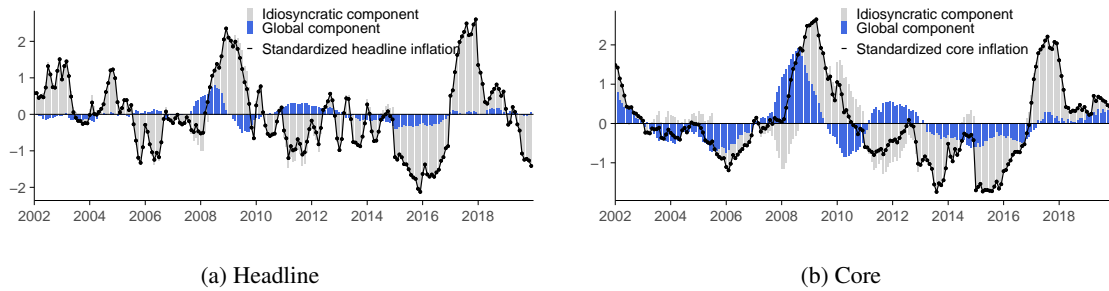 Idiosyncratic component
Global component
Standardized headline inflation
2
1
0
−1
−2
2002 2004 2006 2008 2010 2012 2014 2016 2018
(a) Headline
Idiosyncratic component
Global component
Standardized core inflation
2
1
0
−1
2002 2004 2006 2008 2010 2012 2014 2016 2018
(b) Core